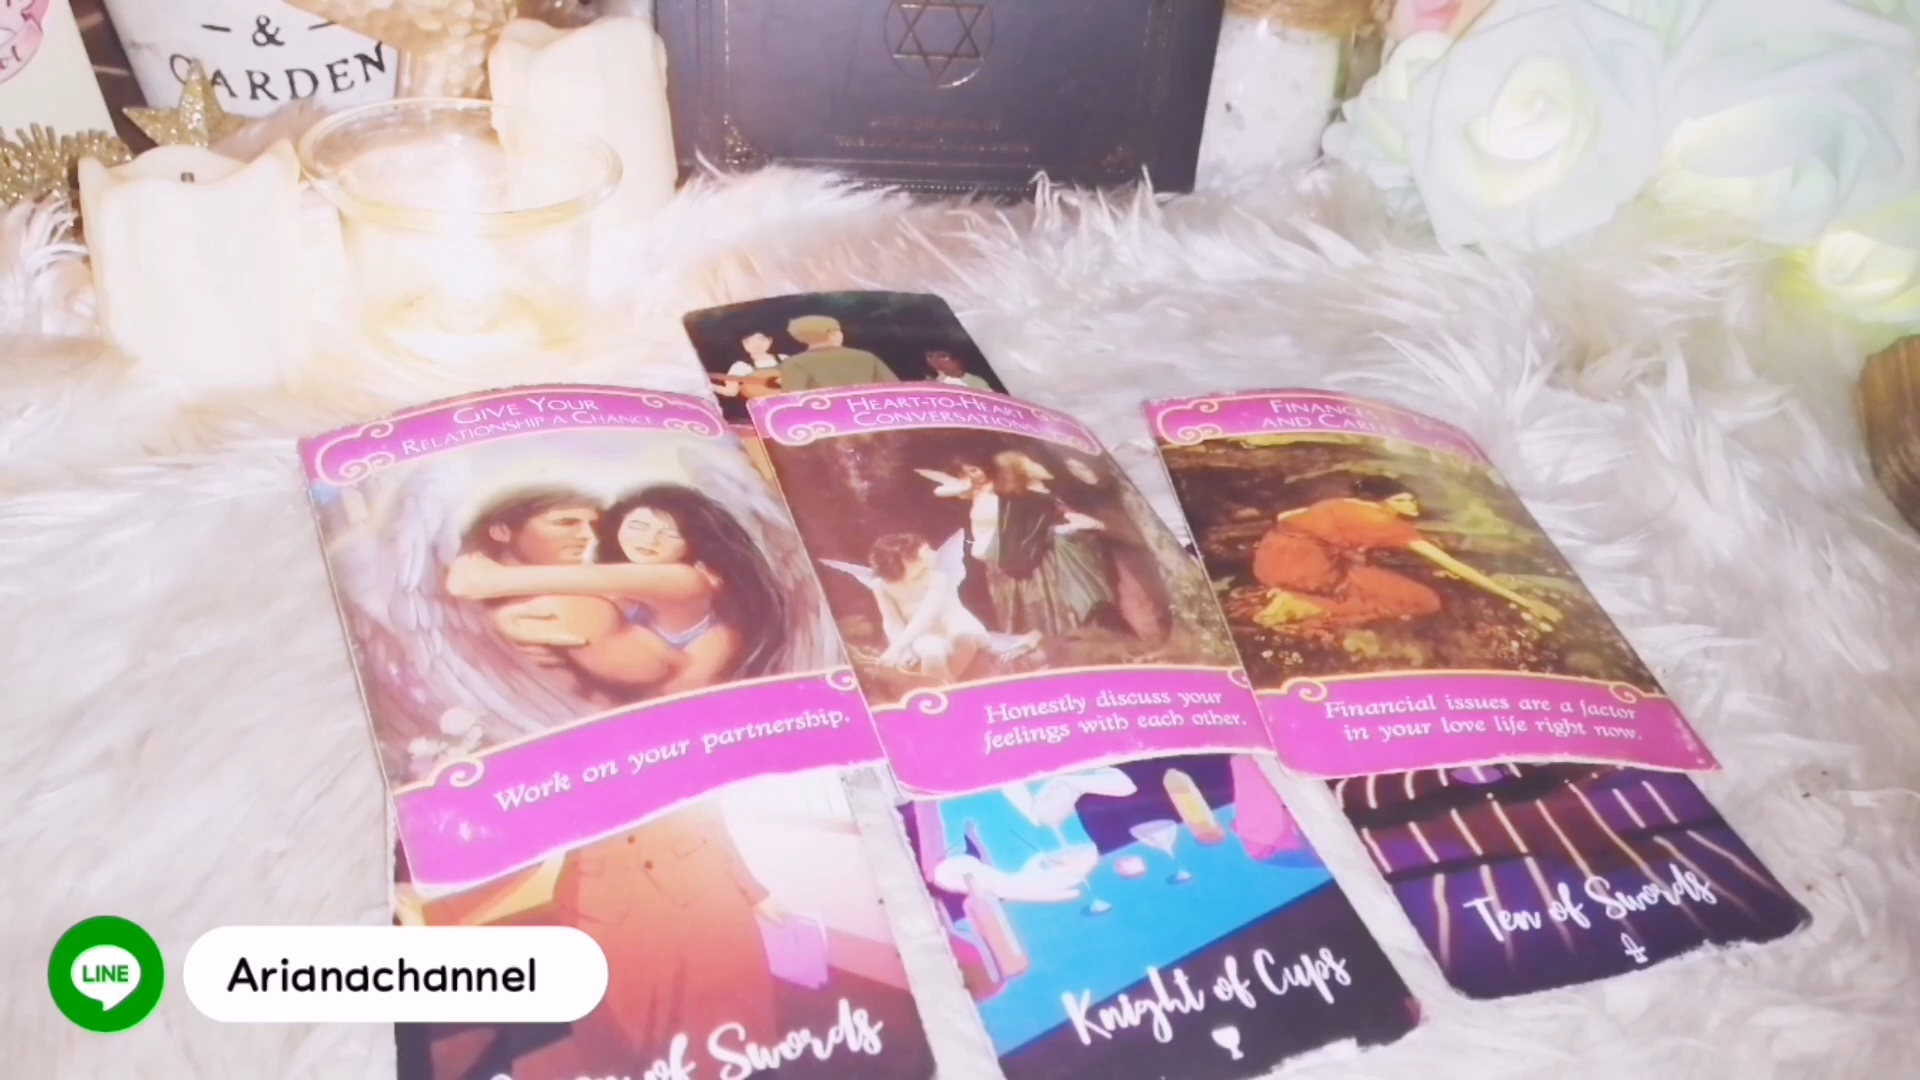 &
GARDEN
GIVE YOUR
RELATIONSHIP A CHANCE
HEART-TO-HEART
CONVERSATIONS
FINANCES
AND CAREER
Work on your partnership.
Honestly discuss your
feelings with each other.
Financial issues are a factor
in your love life right now.
Ten of Swords
Knight of Cups
of Swords
LINE
Arianachannel